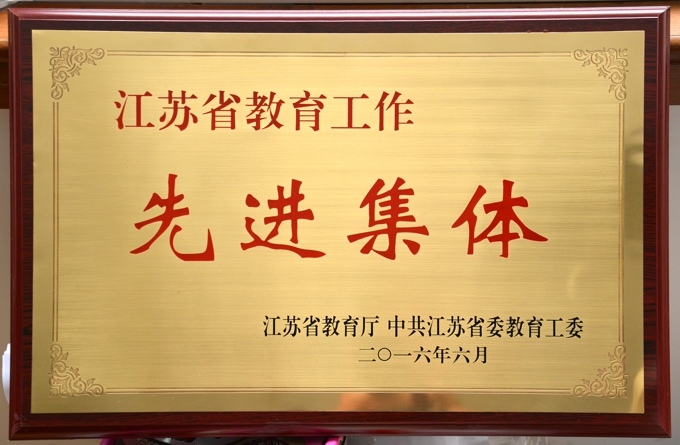 江苏省教育工作
先进集体
江苏省教育厅 中共江苏省委教育工委
二〇一六年六月